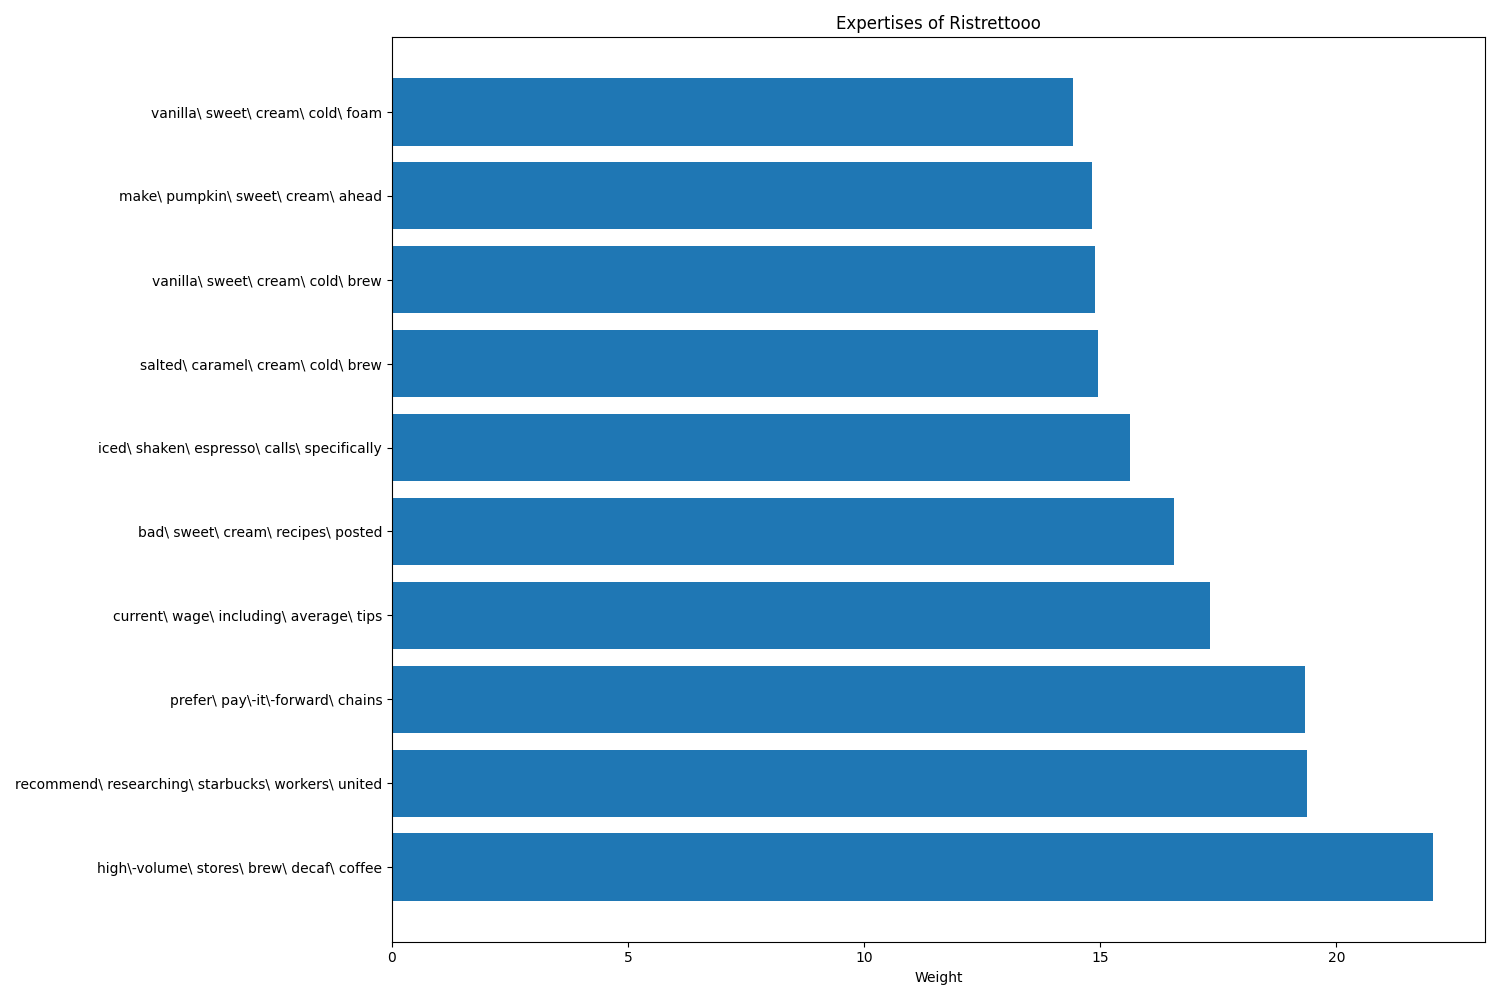 Expertises of Ristrettooo
vanilla\ sweet\ cream\ cold\ foam
make\ pumpkin\ sweet\ cream\ ahead
vanilla\ sweet\ cream\ cold\ brew
salted\ caramel\ cream\ cold\ brew
iced\ shaken\ espresso\ calls\ specifically
bad\ sweet\ cream\ recipes\ posted
current\ wage\ including\ average\ tips
prefer\ pay\-it\-forward\ chains
recommend\ researching\ starbucks\ workers\ united
high\-volume\ stores\ brew\ decaf\ coffee
0 5 10 15 20
Weight